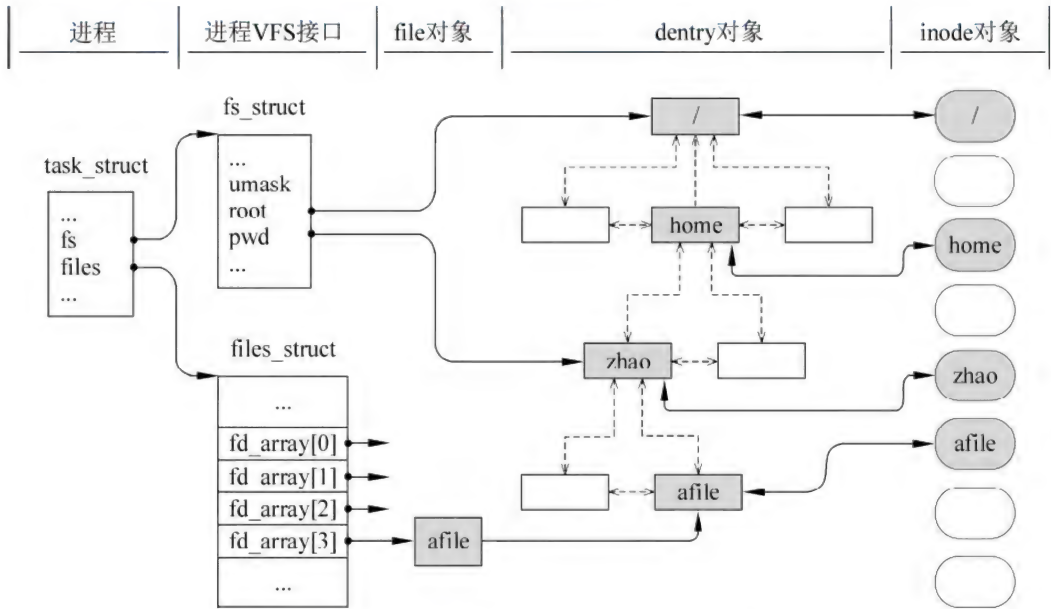 进程
进程VFS接口
file对象
dentry对象
inode对象
fs_struct
/
/
...
umask
root
pwd
...
task_struct
...
fs
files
...
home
home
files_struct
zhao
zhao
...
fd_array[0]
fd_array[1]
fd_array[2]
fd_array[3]
...
afile
afile
afile